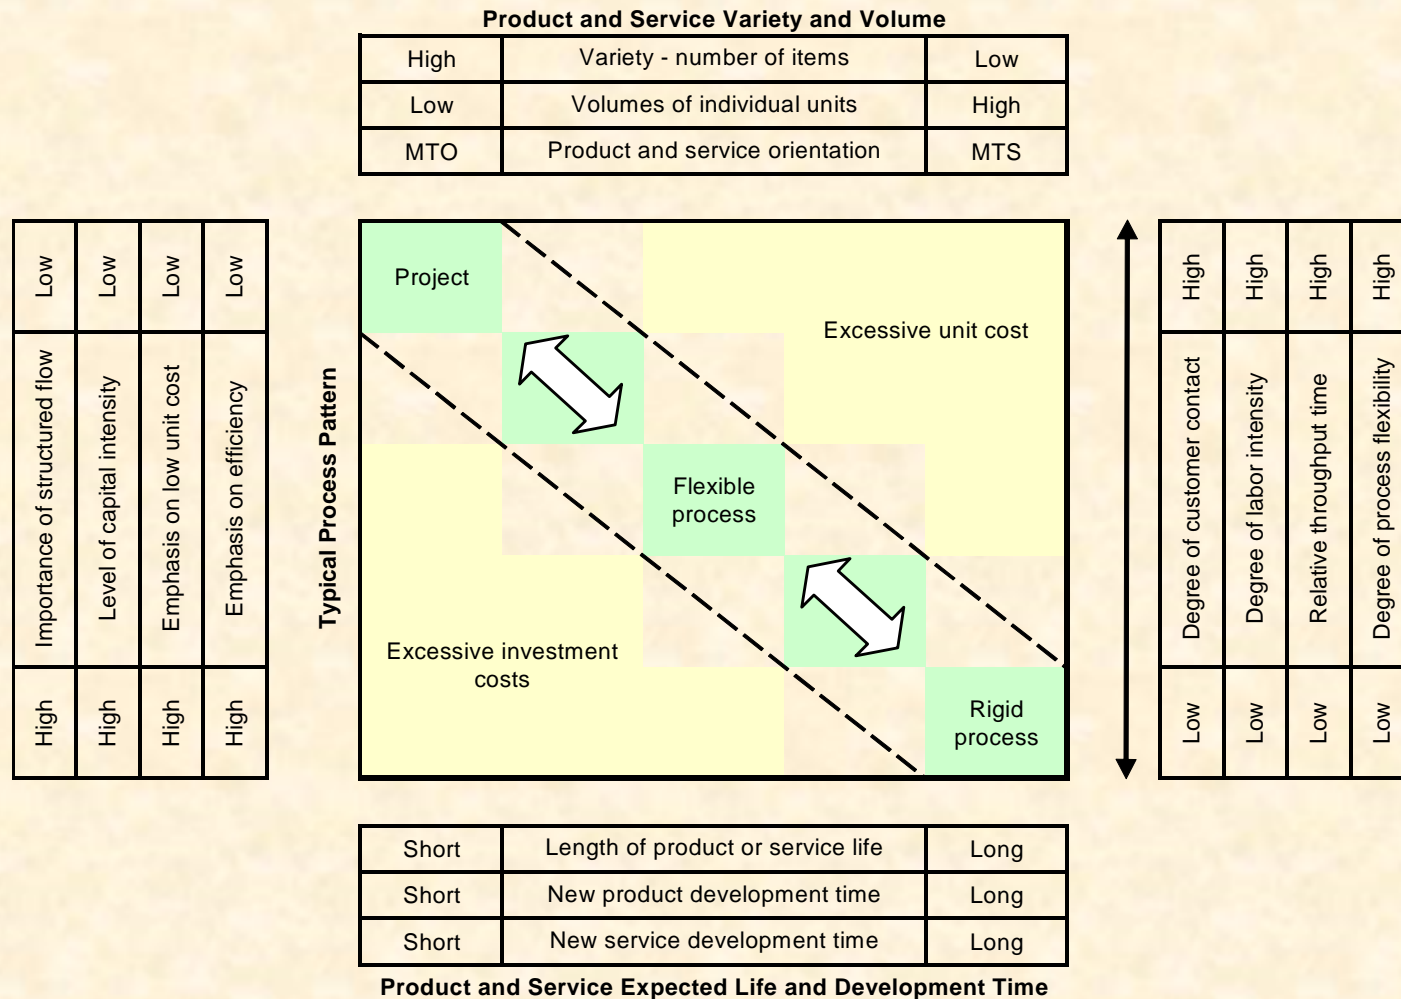 Product and Service Variety and Volume
High Variety - number of items Low
Low Volumes of individual units High
MTO Product and service orientation MTS
Low Low Low Low
Importance of structured flow
Level of capital intensity
Emphasis on low unit cost
Emphasis on efficiency
High High High High
Typical Process Pattern
Project
Excessive unit cost
Flexible
process
Excessive investment
costs
Rigid
process
High High High High
Degree of customer contact
Degree of labor intensity
Relative throughput time
Degree of process flexibility
Low Low Low Low
Short Length of product or service life Long
Short New product development time Long
Short New service development time Long
Product and Service Expected Life and Development Time